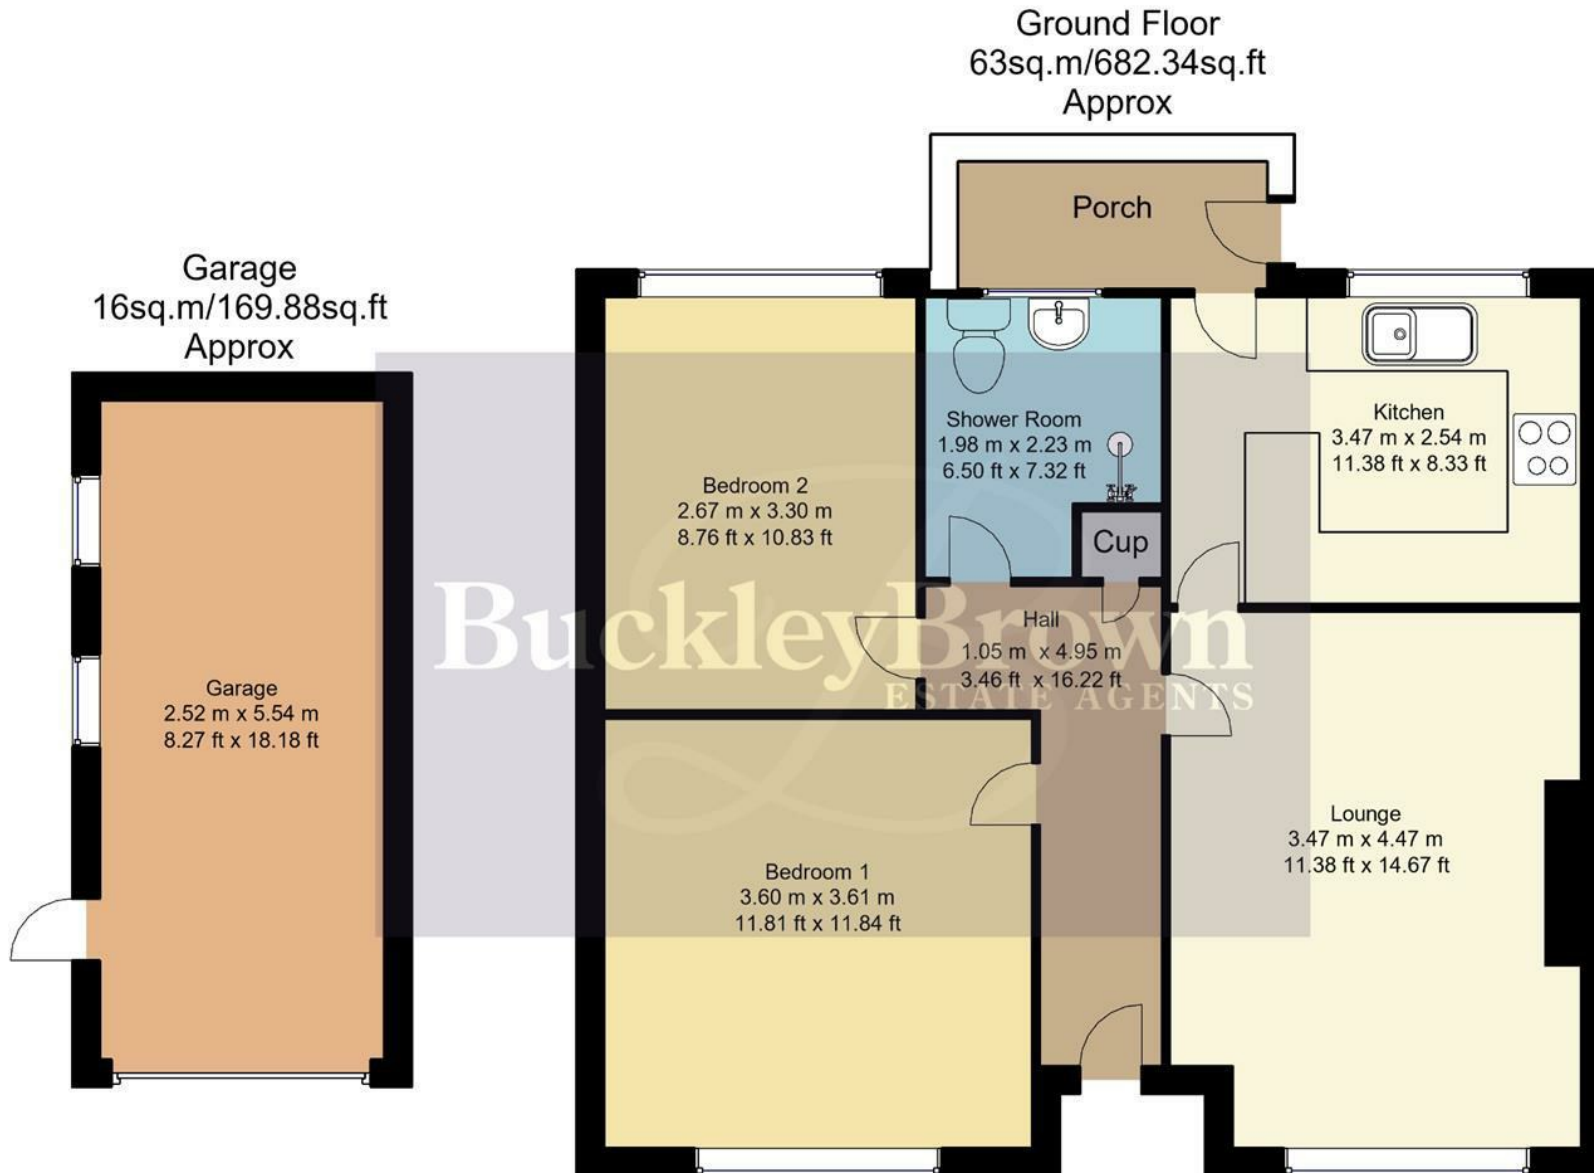 Ground Floor
63sq.m/682.34sq.ft
Approx
Porch
Garage
16sq.m/169.88sq.ft
Approx
Shower Room
1.98 m x 2.23 m
6.50 ft x 7.32 ft
Kitchen
3.47 m x 2.54 m
11.38 ft x 8.33 ft
Bedroom 2
2.67 m x 3.30 m
8.76 ft x 10.83 ft
Cup
Hall
1.05 m x 4.95 m
3.46 ft x 16.22 ft
BuckleyBrown
ESTATE AGENTS
Garage
2.52 m x 5.54 m
8.27 ft x 18.18 ft
Lounge
3.47 m x 4.47 m
11.38 ft x 14.67 ft
Bedroom 1
3.60 m x 3.61 m
11.81 ft x 11.84 ft